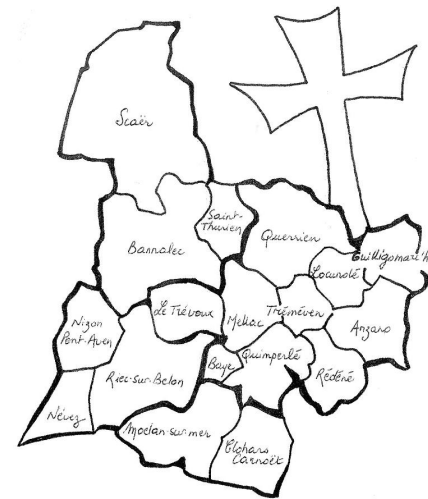 Scaër
Saint-
Thurien
Querrien
Bannalec
Guilligomarc'h
Locunolé
Le Trévoux
Mellac
Tréméven
Arzano
Nizon
Pont-Aven
Baye
Quimperlé
Riec-sur-Belon
Rédéné
Névez
Moëlan-sur-mer
Clohars
Carnoët